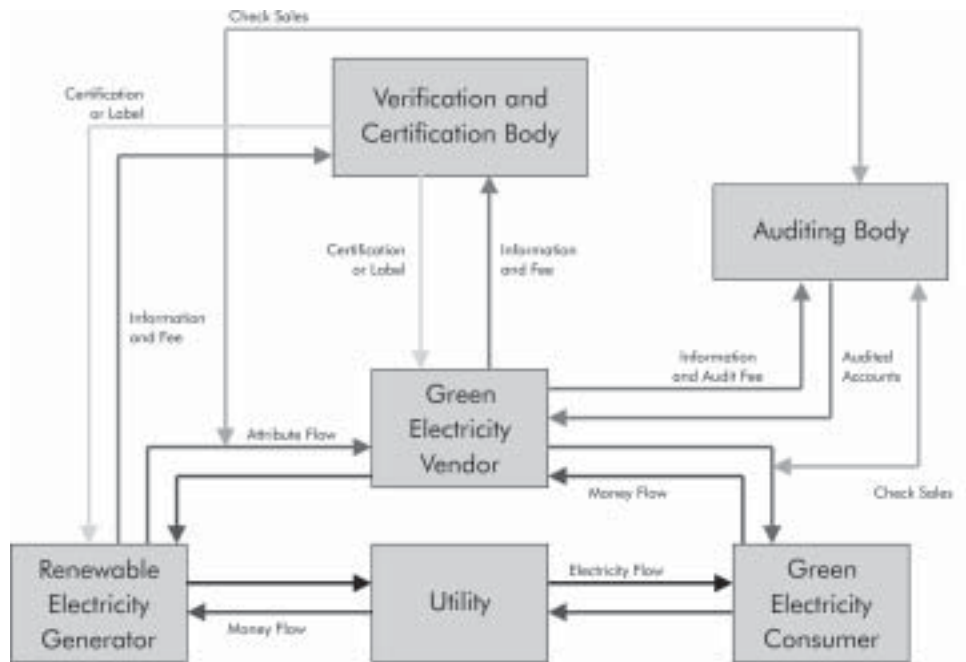 Check Sales
Certification
or Label
Verification and
Certification Body
Auditing Body
Certification
or Label
Information
and Fee
Information
and Fee
Information
and Audit Fee
Audited
Accounts
Green
Electricity
Vendor
Attribute Flow
Money Flow
Check Sales
Renewable
Electricity
Generator
Utility
Electricity Flow
Money Flow
Green
Electricity
Consumer